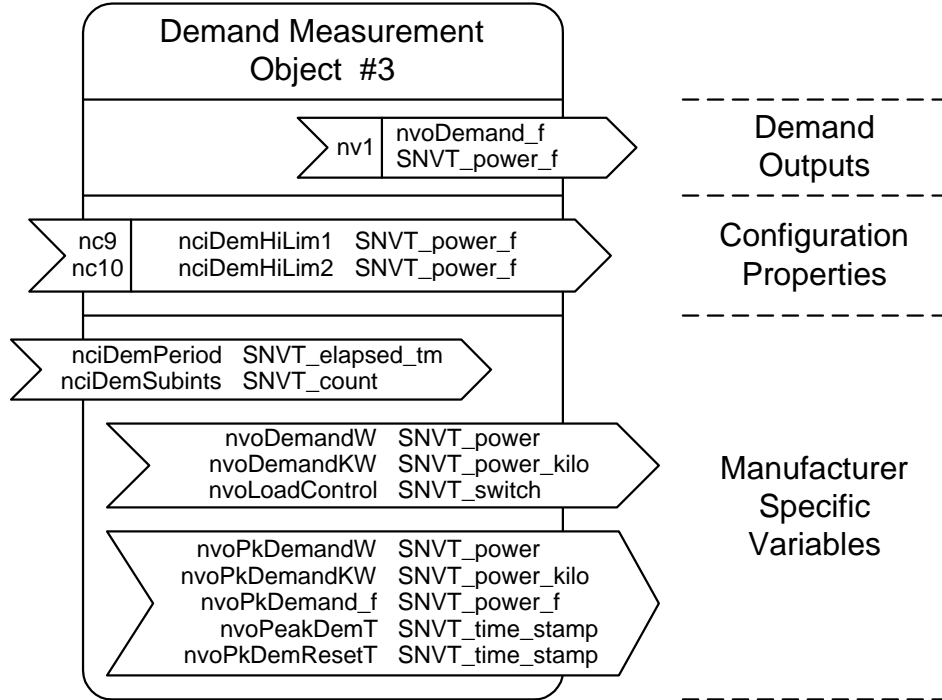 Demand Measurement
Object #3
nv1
nvoDemand_f
SNVT_power_f
Demand
Outputs
nc9 nciDemHiLim1 SNVT_power_f
nc10 nciDemHiLim2 SNVT_power_f
Configuration
Properties
nciDemPeriod SNVT_elapsed_tm
nciDemSubints SNVT_count
nvoDemandW SNVT_power
nvoDemandKW SNVT_power_kilo
nvoLoadControl SNVT_switch
nvoPkDemandW SNVT_power
nvoPkDemandKW SNVT_power_kilo
nvoPkDemand_f SNVT_power_f
nvoPeakDemT SNVT_time_stamp
nvoPkDemResetT SNVT_time_stamp
Manufacturer
Specific
Variables